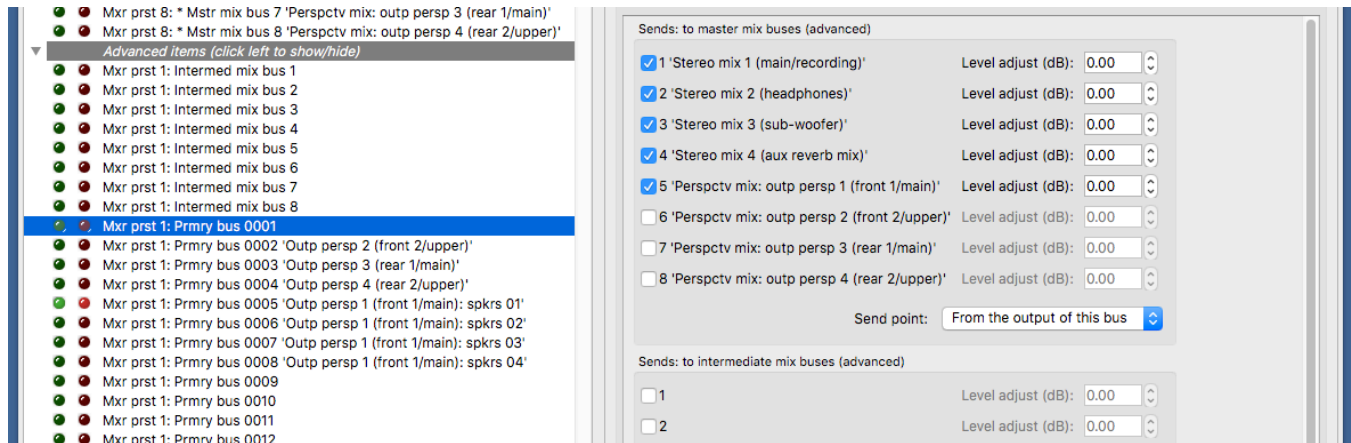 Mxr prst 8: * Mstr mix bus 7 'Perspctv mix: outp persp 3 (rear 1/main)'
Mxr prst 8: * Mstr mix bus 8 'Perspctv mix: outp persp 4 (rear 2/upper)'
Advanced items (click left to show/hide)
Mxr prst 1: Intermed mix bus 1
Mxr prst 1: Intermed mix bus 2
Mxr prst 1: Intermed mix bus 3
Mxr prst 1: Intermed mix bus 4
Mxr prst 1: Intermed mix bus 5
Mxr prst 1: Intermed mix bus 6
Mxr prst 1: Intermed mix bus 7
Mxr prst 1: Intermed mix bus 8
Mxr prst 1: Prmry bus 0001
Mxr prst 1: Prmry bus 0002 'Outp persp 2 (front 2/upper)'
Mxr prst 1: Prmry bus 0003 'Outp persp 3 (rear 1/main)'
Mxr prst 1: Prmry bus 0004 'Outp persp 4 (rear 2/upper)'
Mxr prst 1: Prmry bus 0005 'Outp persp 1 (front 1/main): spkrs 01'
Mxr prst 1: Prmry bus 0006 'Outp persp 1 (front 1/main): spkrs 02'
Mxr prst 1: Prmry bus 0007 'Outp persp 1 (front 1/main): spkrs 03'
Mxr prst 1: Prmry bus 0008 'Outp persp 1 (front 1/main): spkrs 04'
Mxr prst 1: Prmry bus 0009
Mxr prst 1: Prmry bus 0010
Mxr prst 1: Prmry bus 0011
Mxr prst 1: Prmry bus 0012
Sends: to master mix buses (advanced)
1 'Stereo mix 1 (main/recording)' Level adjust (dB): 0.00
2 'Stereo mix 2 (headphones)' Level adjust (dB): 0.00
3 'Stereo mix 3 (sub-woofer)' Level adjust (dB): 0.00
4 'Stereo mix 4 (aux reverb mix)' Level adjust (dB): 0.00
5 'Perspctv mix: outp persp 1 (front 1/main)' Level adjust (dB): 0.00
6 'Perspctv mix: outp persp 2 (front 2/upper)' Level adjust (dB): 0.00
7 'Perspctv mix: outp persp 3 (rear 1/main)' Level adjust (dB): 0.00
8 'Perspctv mix: outp persp 4 (rear 2/upper)' Level adjust (dB): 0.00
Send point: From the output of this bus
Sends: to intermediate mix buses (advanced)
1 Level adjust (dB): 0.00
2 Level adjust (dB): 0.00